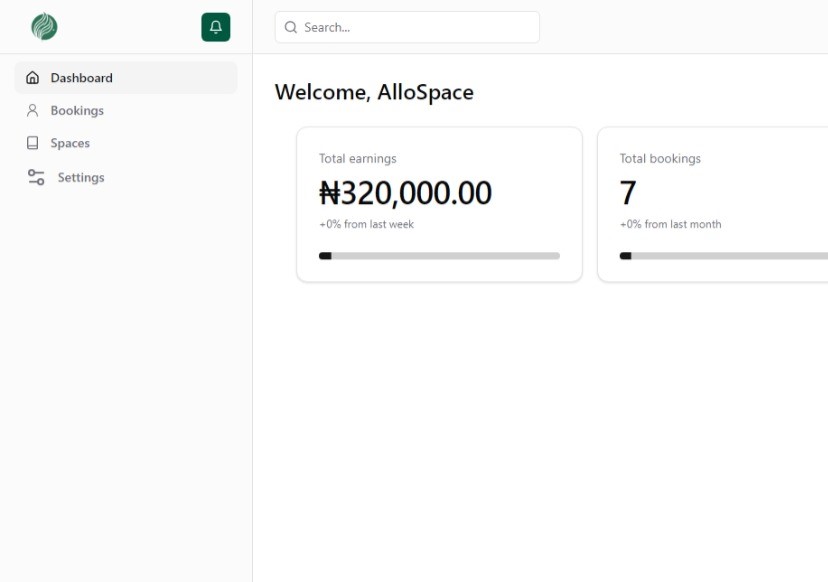 Search...
Dashboard
Bookings
Spaces
Settings
Welcome, AlloSpace
Total earnings
₦320,000.00
+0% from last week
Total bookings
7
+0% from last month